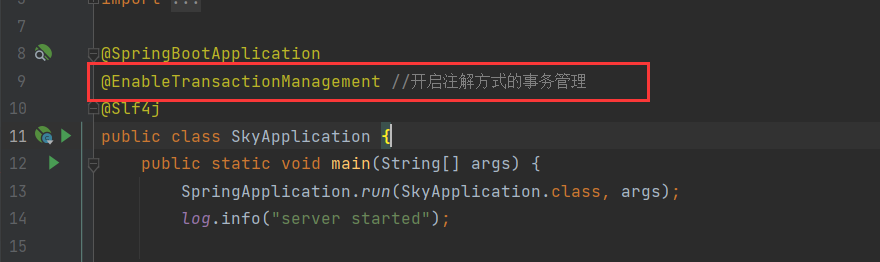 import ...
7
8 @SpringBootApplication
9 @EnableTransactionManagement //开启注解方式的事务管理
10 @Slf4j
11 public class SkyApplication {
12 public static void main(String[] args) {
13 SpringApplication.run(SkyApplication.class, args);
14 log.info("server started");
15